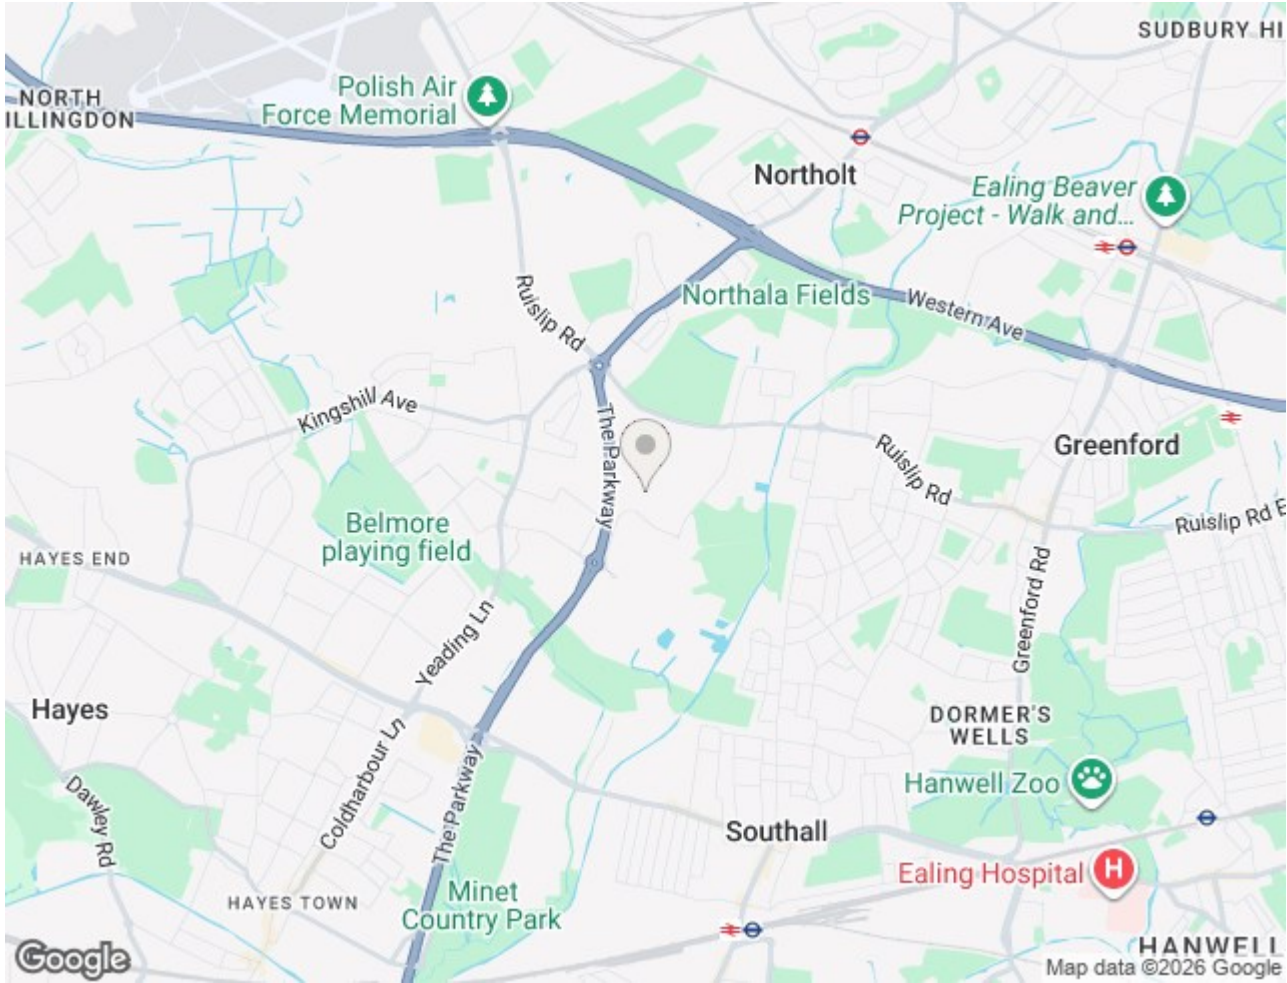 SUDBURY HI
Polish Air
Force Memorial
NORTH
ILLINGDON
Northolt
Ealing Beaver
Project - Walk and...
Ruislip Rd
Northala Fields
Western Ave
Kingshill Ave
The Parkway
Ruislip Rd
Greenford
Belmore
playing field
Ruislip Rd E
HAYES END
Greenford Rd
Yeading Ln
Hayes
DORMER'S
WELLS
Coldharbour Ln
The Parkway
Hanwell Zoo
Dawley Rd
Southall
Ealing Hospital
H
Minet
Country Park
HAYES TOWN
HANWELL
Google
Map data ©2026 Google